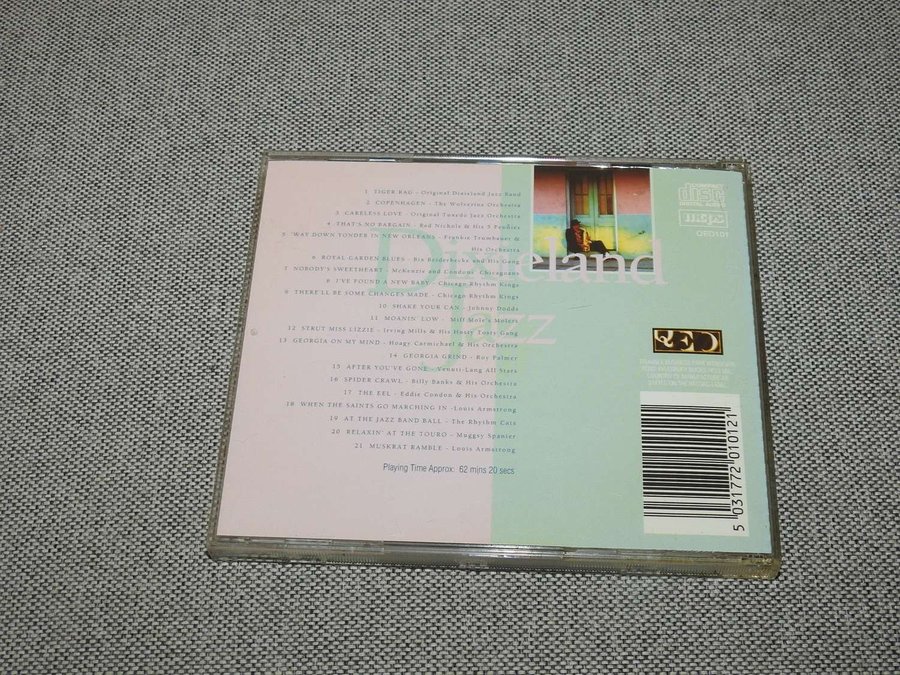 1 TIGER RAG - Original Dixieland Jazz Band
2 COPENHAGEN - The Wolverine Orchestra
3 CARELESS LOVE - Original Tuxedo Jazz Orchestra
4 THAT'S NO BARGAIN - Red Nichols & His 5 Pennies
5 'WAY DOWN YONDER IN NEW ORLEANS - Frankie Trumbauer &
His Orchestra
6 ROYAL GARDEN BLUES - Bix Beiderbecke and His Gang
7 NOBODY'S SWEETHEART - McKenzie and Condons' Chicagoans
8 I'VE FOUND A NEW BABY - Chicago Rhythm Kings
9 THERE'LL BE SOME CHANGES MADE - Chicago Rhythm Kings
10 SHAKE YOUR CAN - Johnny Dodds
11 MOANIN' LOW - Miff Mole's Molers
12 STRUT MISS LIZZIE - Irving Mills & His Hotsy Totsy Gang
13 GEORGIA ON MY MIND - Hoagy Carmichael & His Orchestra
14 GEORGIA GRIND - Roy Palmer
15 AFTER YOU'VE GONE - Venuti-Lang All Stars
16 SPIDER CRAWL - Billy Banks & His Orchestra
17 THE EEL - Eddie Condon & His Orchestra
18 WHEN THE SAINTS GO MARCHING IN - Louis Armstrong
19 AT THE JAZZ BAND BALL - The Rhythm Cats
20 RELAXIN' AT THE TOURO - Muggsy Spanier
21 MUSKRAT RAMBLE - Louis Armstrong
Playing Time Approx: 62 mins 20 secs
Dixieland
Jazz
COMPACT
disc
DIGITAL AUDIO
mcps
5 031772 010121